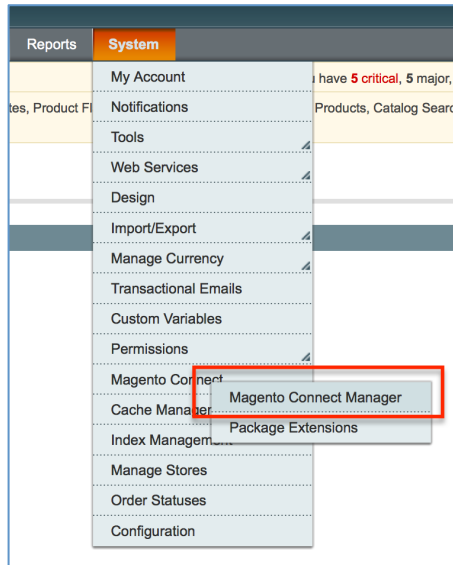 Reports System
My Account
have 5 critical, 5 major,
Notifications
tes, Product Fl
Products, Catalog Sear
Tools
Web Services
Design
Import/Export
Manage Currency
Transactional Emails
Custom Variables
Permissions
Magento Connect
Magento Connect Manager
Cache Manage
Package Extensions
Index Management
Manage Stores
Order Statuses
Configuration